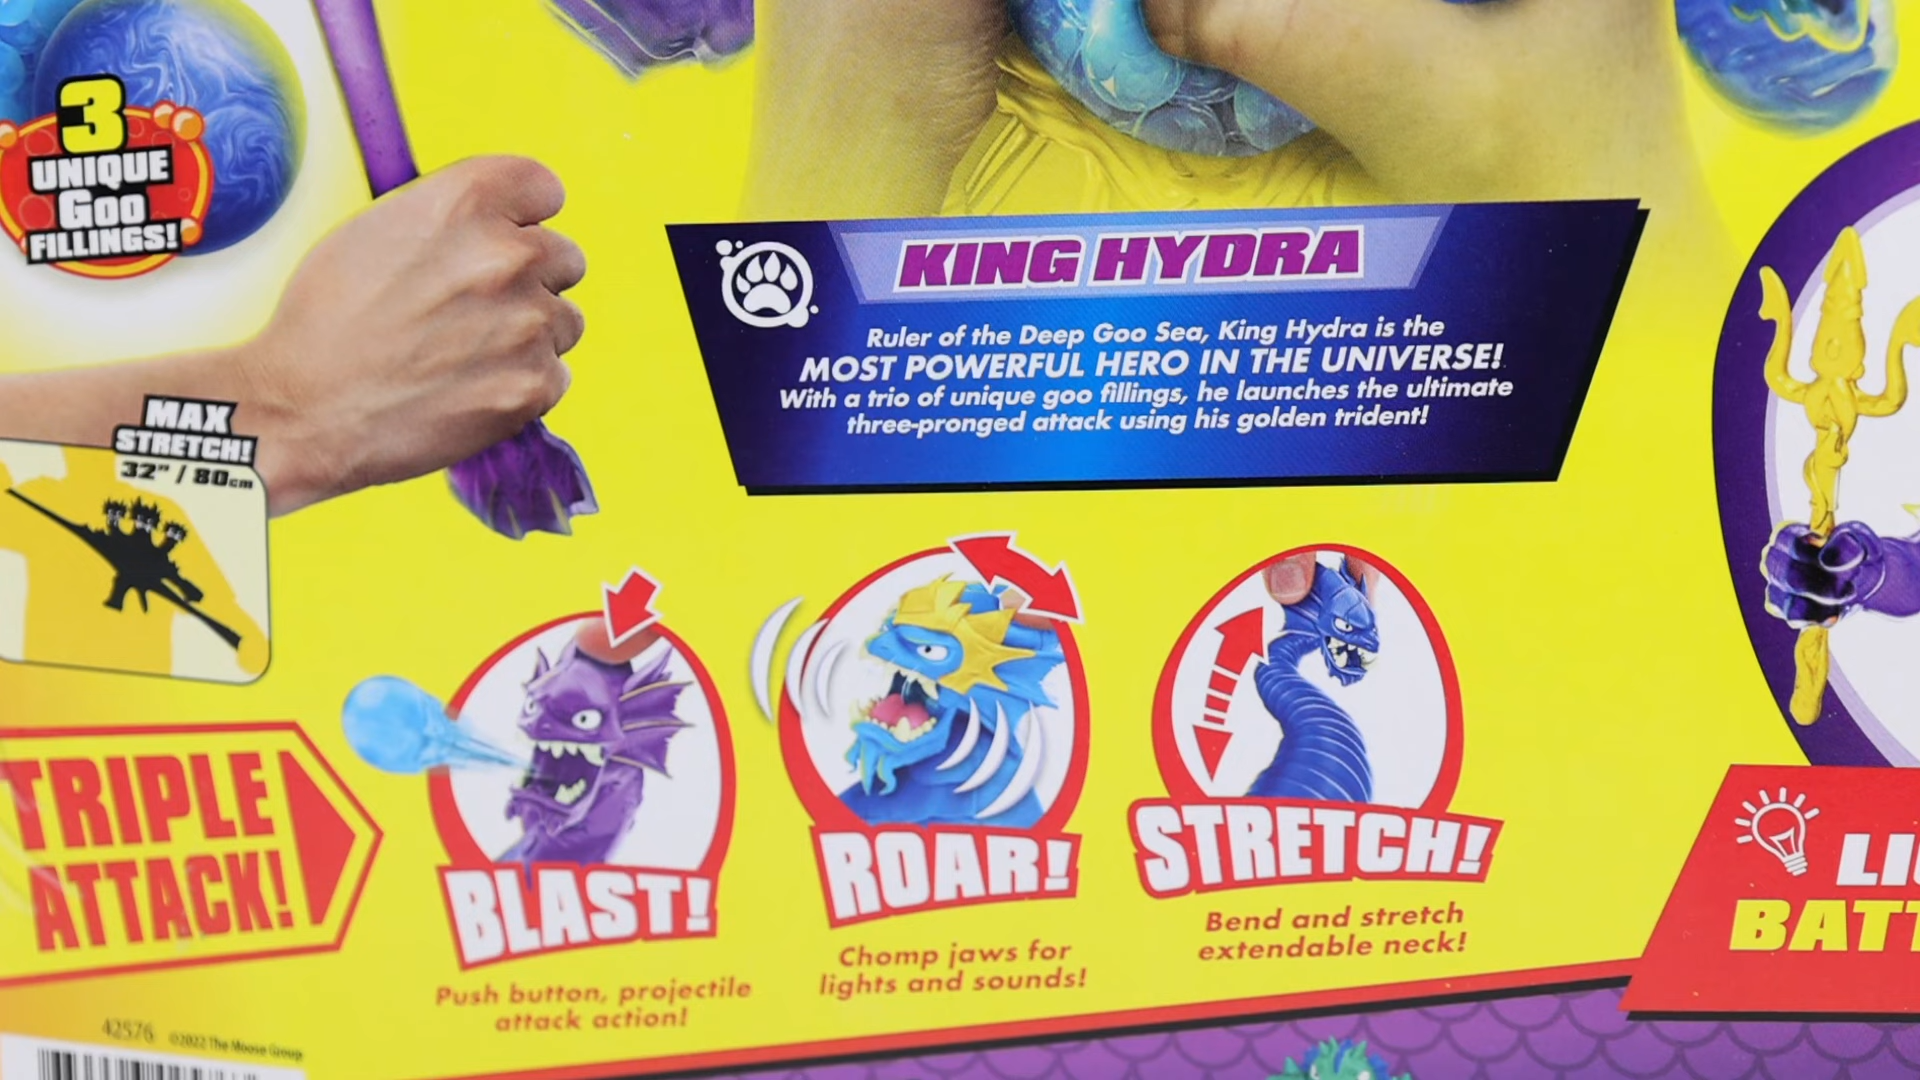 3
UNIQUE
GOO
FILLINGS!
KING HYDRA
Ruler of the Deep Goo Sea, King Hydra is the
MOST POWERFUL HERO IN THE UNIVERSE!
With a trio of unique goo fillings, he launches the ultimate
three-pronged attack using his golden trident!
MAX
STRETCH!
32" / 80cm
TRIPLE
ATTACK!
BLAST!
Push button, projectile
attack action!
ROAR!
Chomp jaws for
lights and sounds!
STRETCH!
Bend and stretch
extendable neck!
LI
BATT
42576 ©2022 The Moose Group